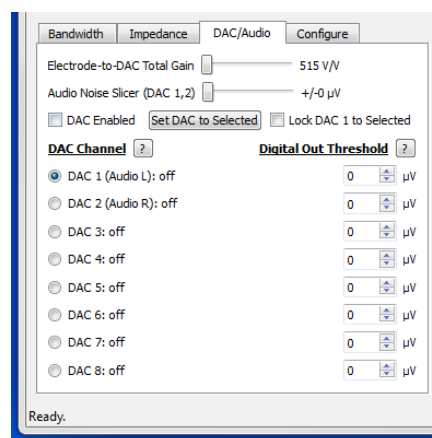 Bandwidth Impedance DAC/Audio Configure
Electrode-to-DAC Total Gain 515 V/V
Audio Noise Slicer (DAC 1,2) +/-0 μV
DAC Enabled Set DAC to Selected Lock DAC 1 to Selected
DAC Channel ? Digital Out Threshold ?
DAC 1 (Audio L): off 0 μV
DAC 2 (Audio R): off 0 μV
DAC 3: off 0 μV
DAC 4: off 0 μV
DAC 5: off 0 μV
DAC 6: off 0 μV
DAC 7: off 0 μV
DAC 8: off 0 μV
Ready.